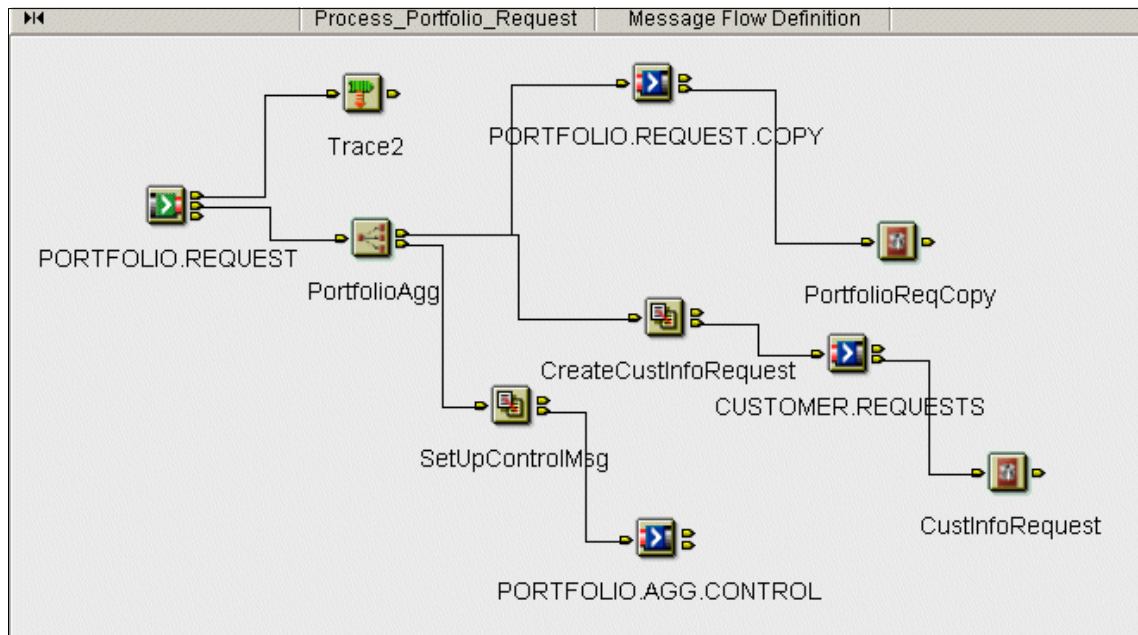 Process_Portfolio_Request
Message Flow Definition
Trace2
PORTFOLIO.REQUEST.COPY
PORTFOLIO.REQUEST
PortfolioAgg
PortfolioReqCopy
CreateCustInfoRequest
CUSTOMER.REQUESTS
SetUpControlMsg
CustInfoRequest
PORTFOLIO.AGG.CONTROL